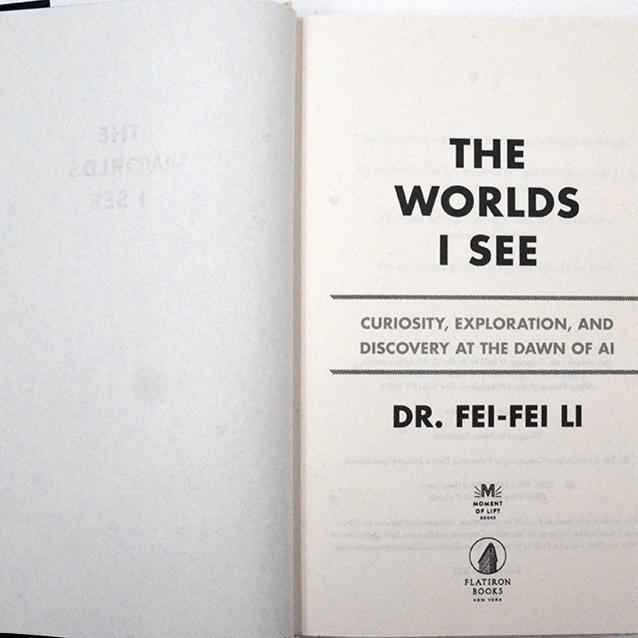 THE
WORLDS
I SEE
CURIOSITY, EXPLORATION, AND
DISCOVERY AT THE DAWN OF AI
DR. FEI-FEI LI
M
MOMENT
OF LIFT
BOOKS
FLATIRON
BOOKS
NEW YORK